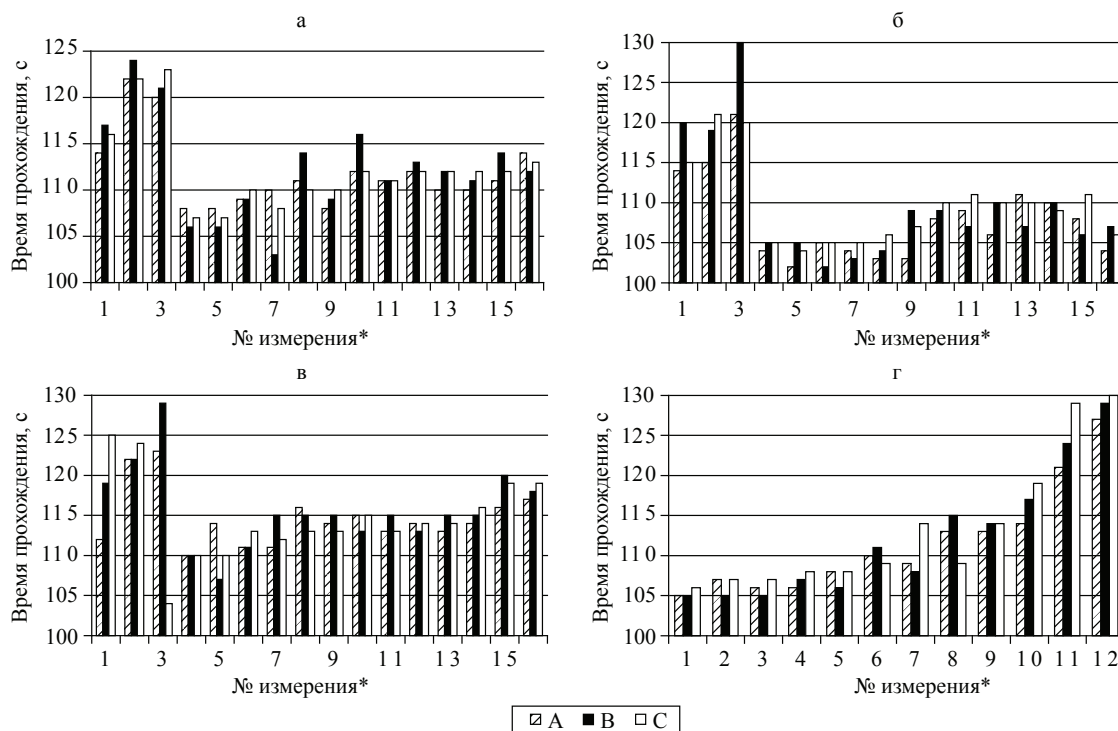 а
Время прохождения, с
125
120
115
110
105
100
1 3 5 7 9 11 13 15
№ измерения*
б
Время прохождения, с
130
125
120
115
110
105
100
1 3 5 7 9 11 13 15
№ измерения*
в
Время прохождения, с
130
125
120
115
110
105
100
1 3 5 7 9 11 13 15
№ измерения*
г
Время прохождения, с
130
125
120
115
110
105
100
1 2 3 4 5 6 7 8 9 10 11 12
№ измерения*
A B C